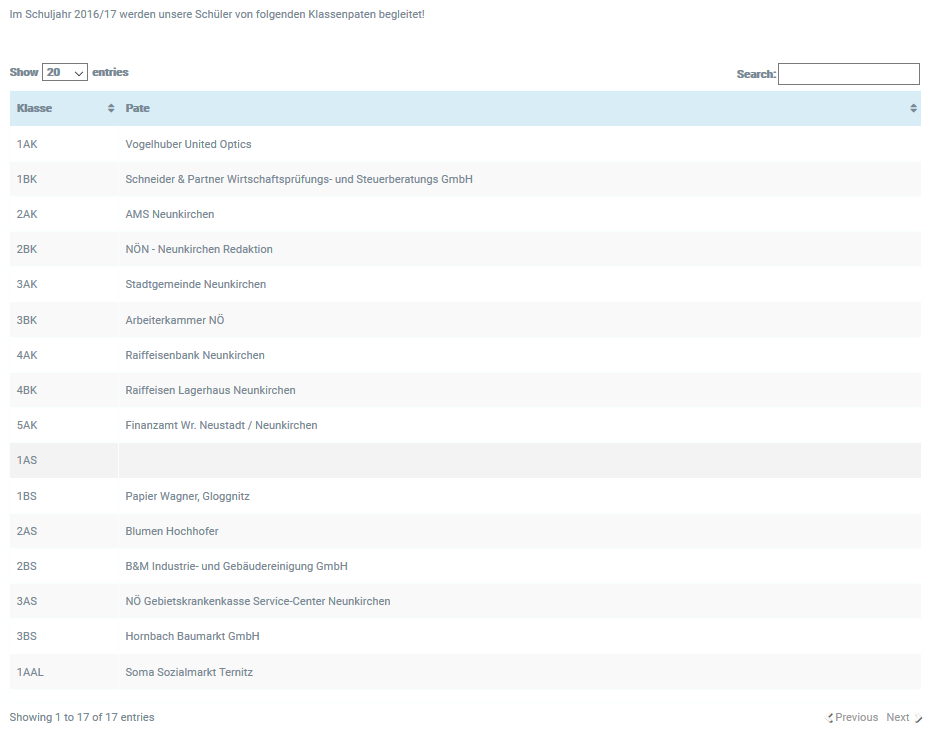 Im Schuljahr 2016/17 werden unsere Schüler von folgenden Klassenpaten begleitet!
Show 20 entries Search:
Klasse Pate
1AK Vogelhuber United Optics
1BK Schneider & Partner Wirtschaftsprüfungs- und Steuerberatungs GmbH
2AK AMS Neunkirchen
2BK NÖN - Neunkirchen Redaktion
3AK Stadtgemeinde Neunkirchen
3BK Arbeiterkammer NÖ
4AK Raiffeisenbank Neunkirchen
4BK Raiffeisen Lagerhaus Neunkirchen
5AK Finanzamt Wr. Neustadt / Neunkirchen
1AS
1BS Papier Wagner, Gloggnitz
2AS Blumen Hochhofer
2BS B&M Industrie- und Gebäudereinigung GmbH
3AS NÖ Gebietskrankenkasse Service-Center Neunkirchen
3BS Hornbach Baumarkt GmbH
1AAL Soma Sozialmarkt Ternitz
Showing 1 to 17 of 17 entries Previous Next